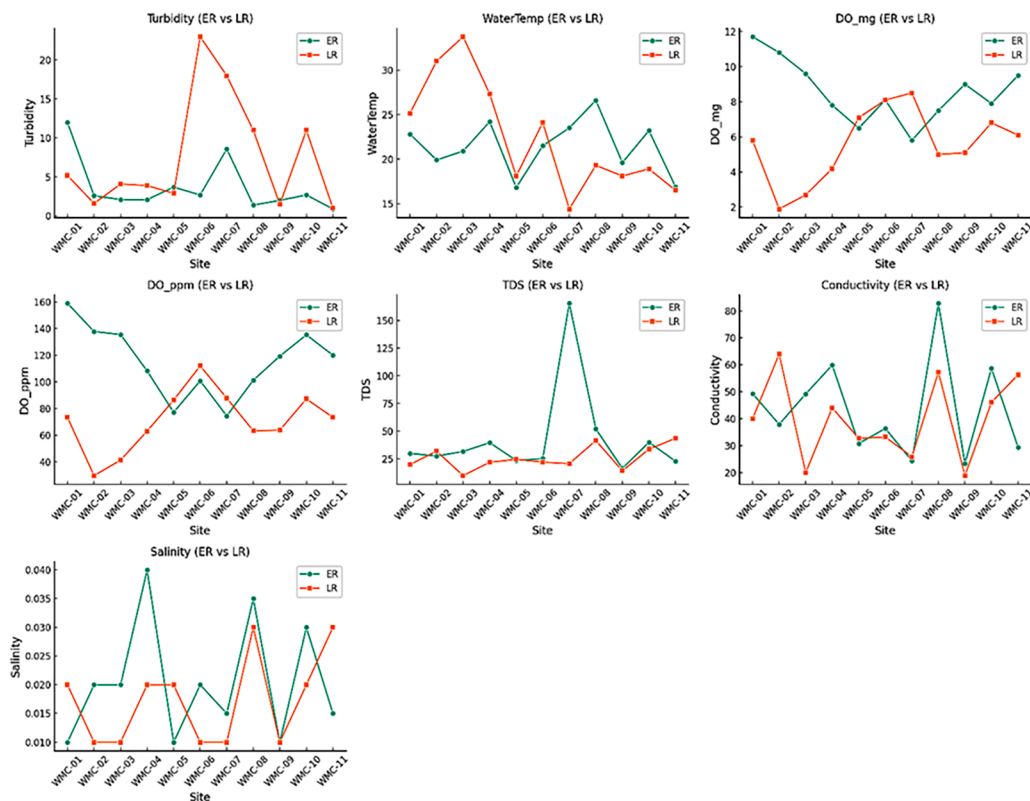 Turbidity (ER vs LR)
ER
LR
Turbidity
20
15
10
5
0
WMC-01 WMC-02 WMC-03 WMC-04 WMC-05 WMC-06 WMC-07 WMC-08 WMC-09 WMC-10 WMC-11
Site
WaterTemp (ER vs LR)
ER
LR
WaterTemp
30
25
20
15
WMC-01 WMC-02 WMC-03 WMC-04 WMC-05 WMC-06 WMC-07 WMC-08 WMC-09 WMC-10 WMC-11
Site
DO_mg (ER vs LR)
ER
LR
DO_mg
12
10
8
6
4
2
WMC-01 WMC-02 WMC-03 WMC-04 WMC-05 WMC-06 WMC-07 WMC-08 WMC-09 WMC-10 WMC-11
Site
DO_ppm (ER vs LR)
ER
LR
DO_ppm
160
140
120
100
80
60
40
WMC-01 WMC-02 WMC-03 WMC-04 WMC-05 WMC-06 WMC-07 WMC-08 WMC-09 WMC-10 WMC-11
Site
TDS (ER vs LR)
ER
LR
TDS
150
125
100
75
50
25
WMC-01 WMC-02 WMC-03 WMC-04 WMC-05 WMC-06 WMC-07 WMC-08 WMC-09 WMC-10 WMC-11
Site
Conductivity (ER vs LR)
ER
LR
Conductivity
80
70
60
50
40
30
20
WMC-01 WMC-02 WMC-03 WMC-04 WMC-05 WMC-06 WMC-07 WMC-08 WMC-09 WMC-10 WMC-11
Site
Salinity (ER vs LR)
ER
LR
Salinity
0.040
0.035
0.030
0.025
0.020
0.015
0.010
WMC-01 WMC-02 WMC-03 WMC-04 WMC-05 WMC-06 WMC-07 WMC-08 WMC-09 WMC-10 WMC-11
Site